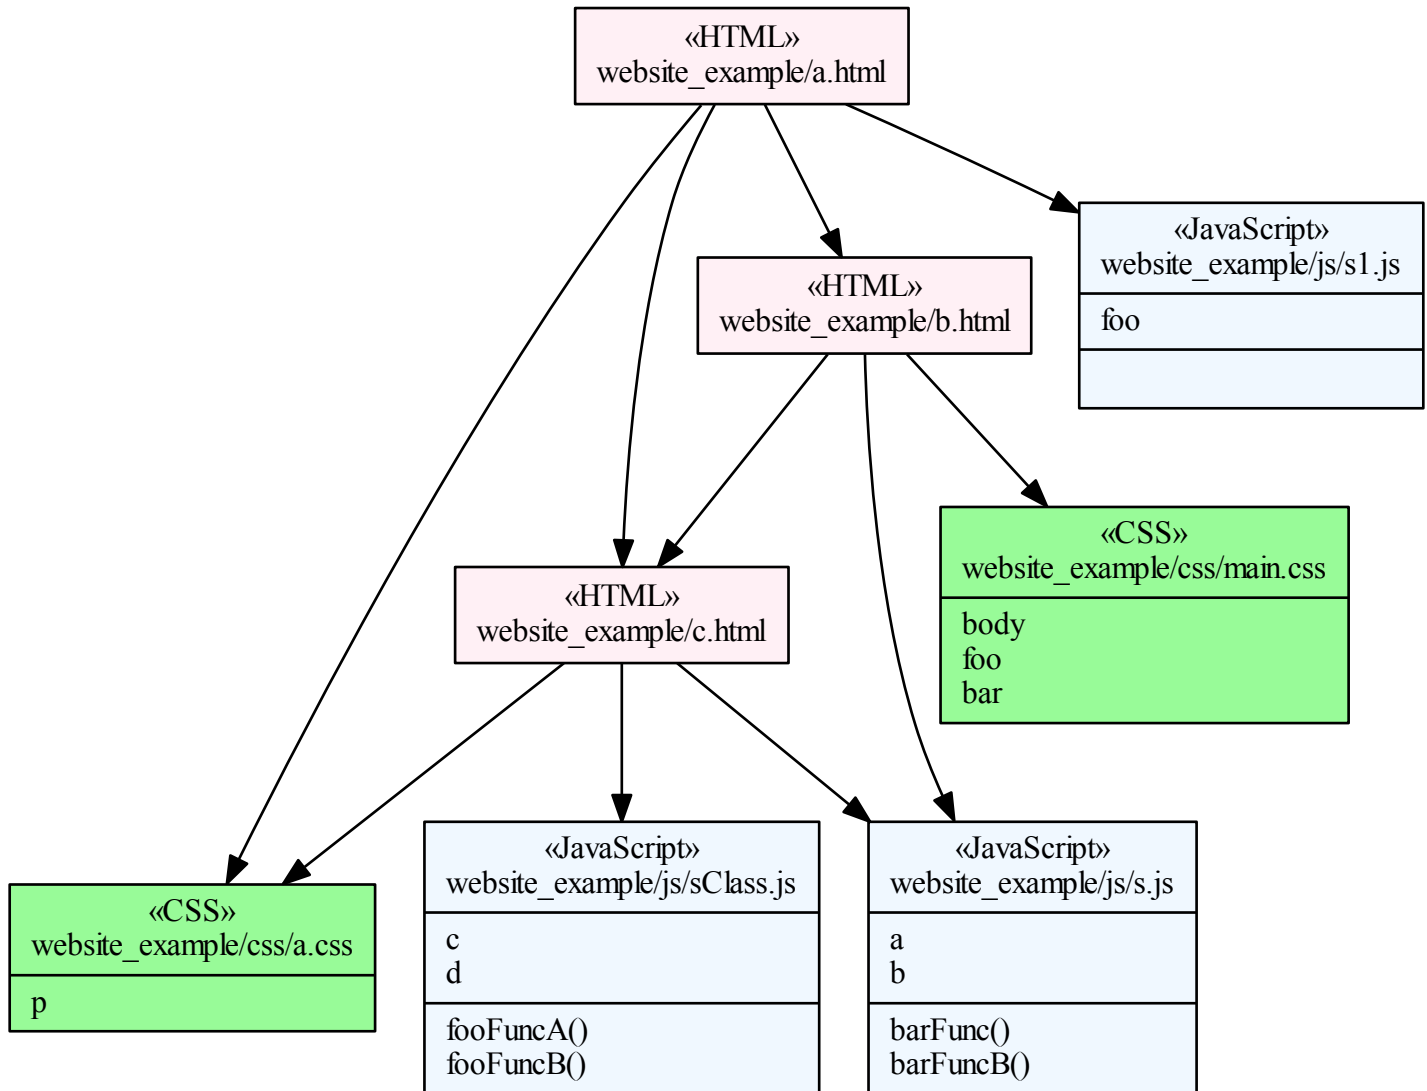 «HTML»
website_example/a.html
«JavaScript»
website_example/js/s1.js
foo
«HTML»
website_example/b.html
«CSS»
website_example/css/main.css
body
foo
bar
«HTML»
website_example/c.html
«CSS»
website_example/css/a.css
p
«JavaScript»
website_example/js/sClass.js
c
d
fooFuncA()
fooFuncB()
«JavaScript»
website_example/js/s.js
a
b
barFunc()
barFuncB()